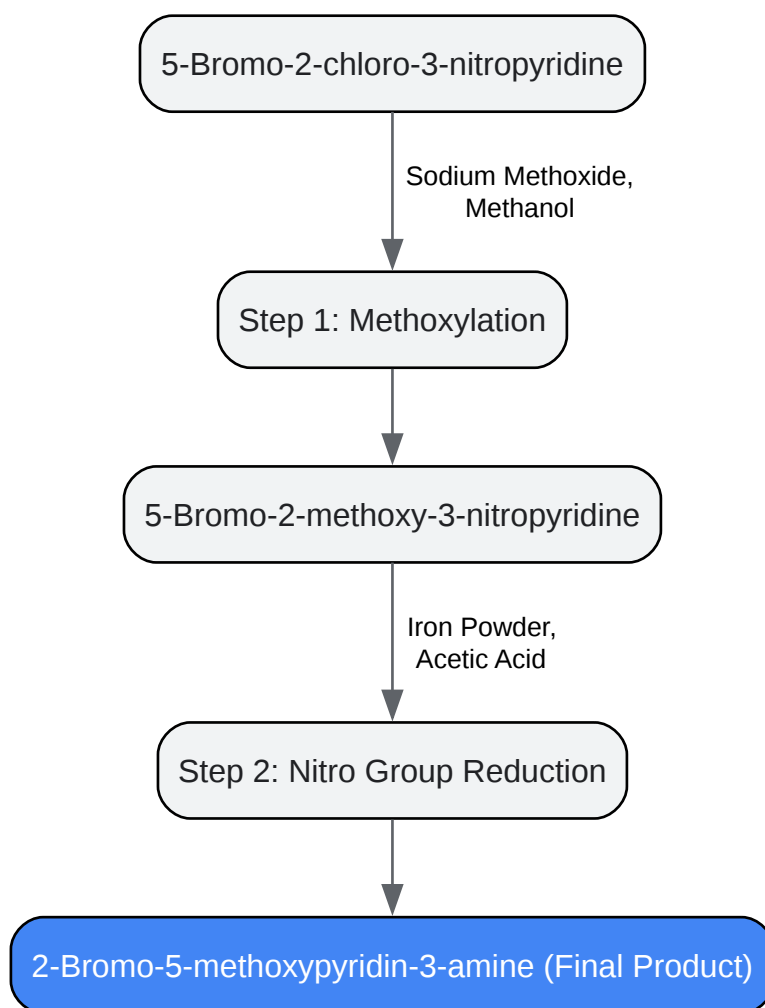 5-Bromo-2-chloro-3-nitropyridine
Sodium Methoxide,
Methanol
Step 1: Methoxylation
5-Bromo-2-methoxy-3-nitropyridine
Iron Powder,
Acetic Acid
Step 2: Nitro Group Reduction
2-Bromo-5-methoxypyridin-3-amine (Final Product)